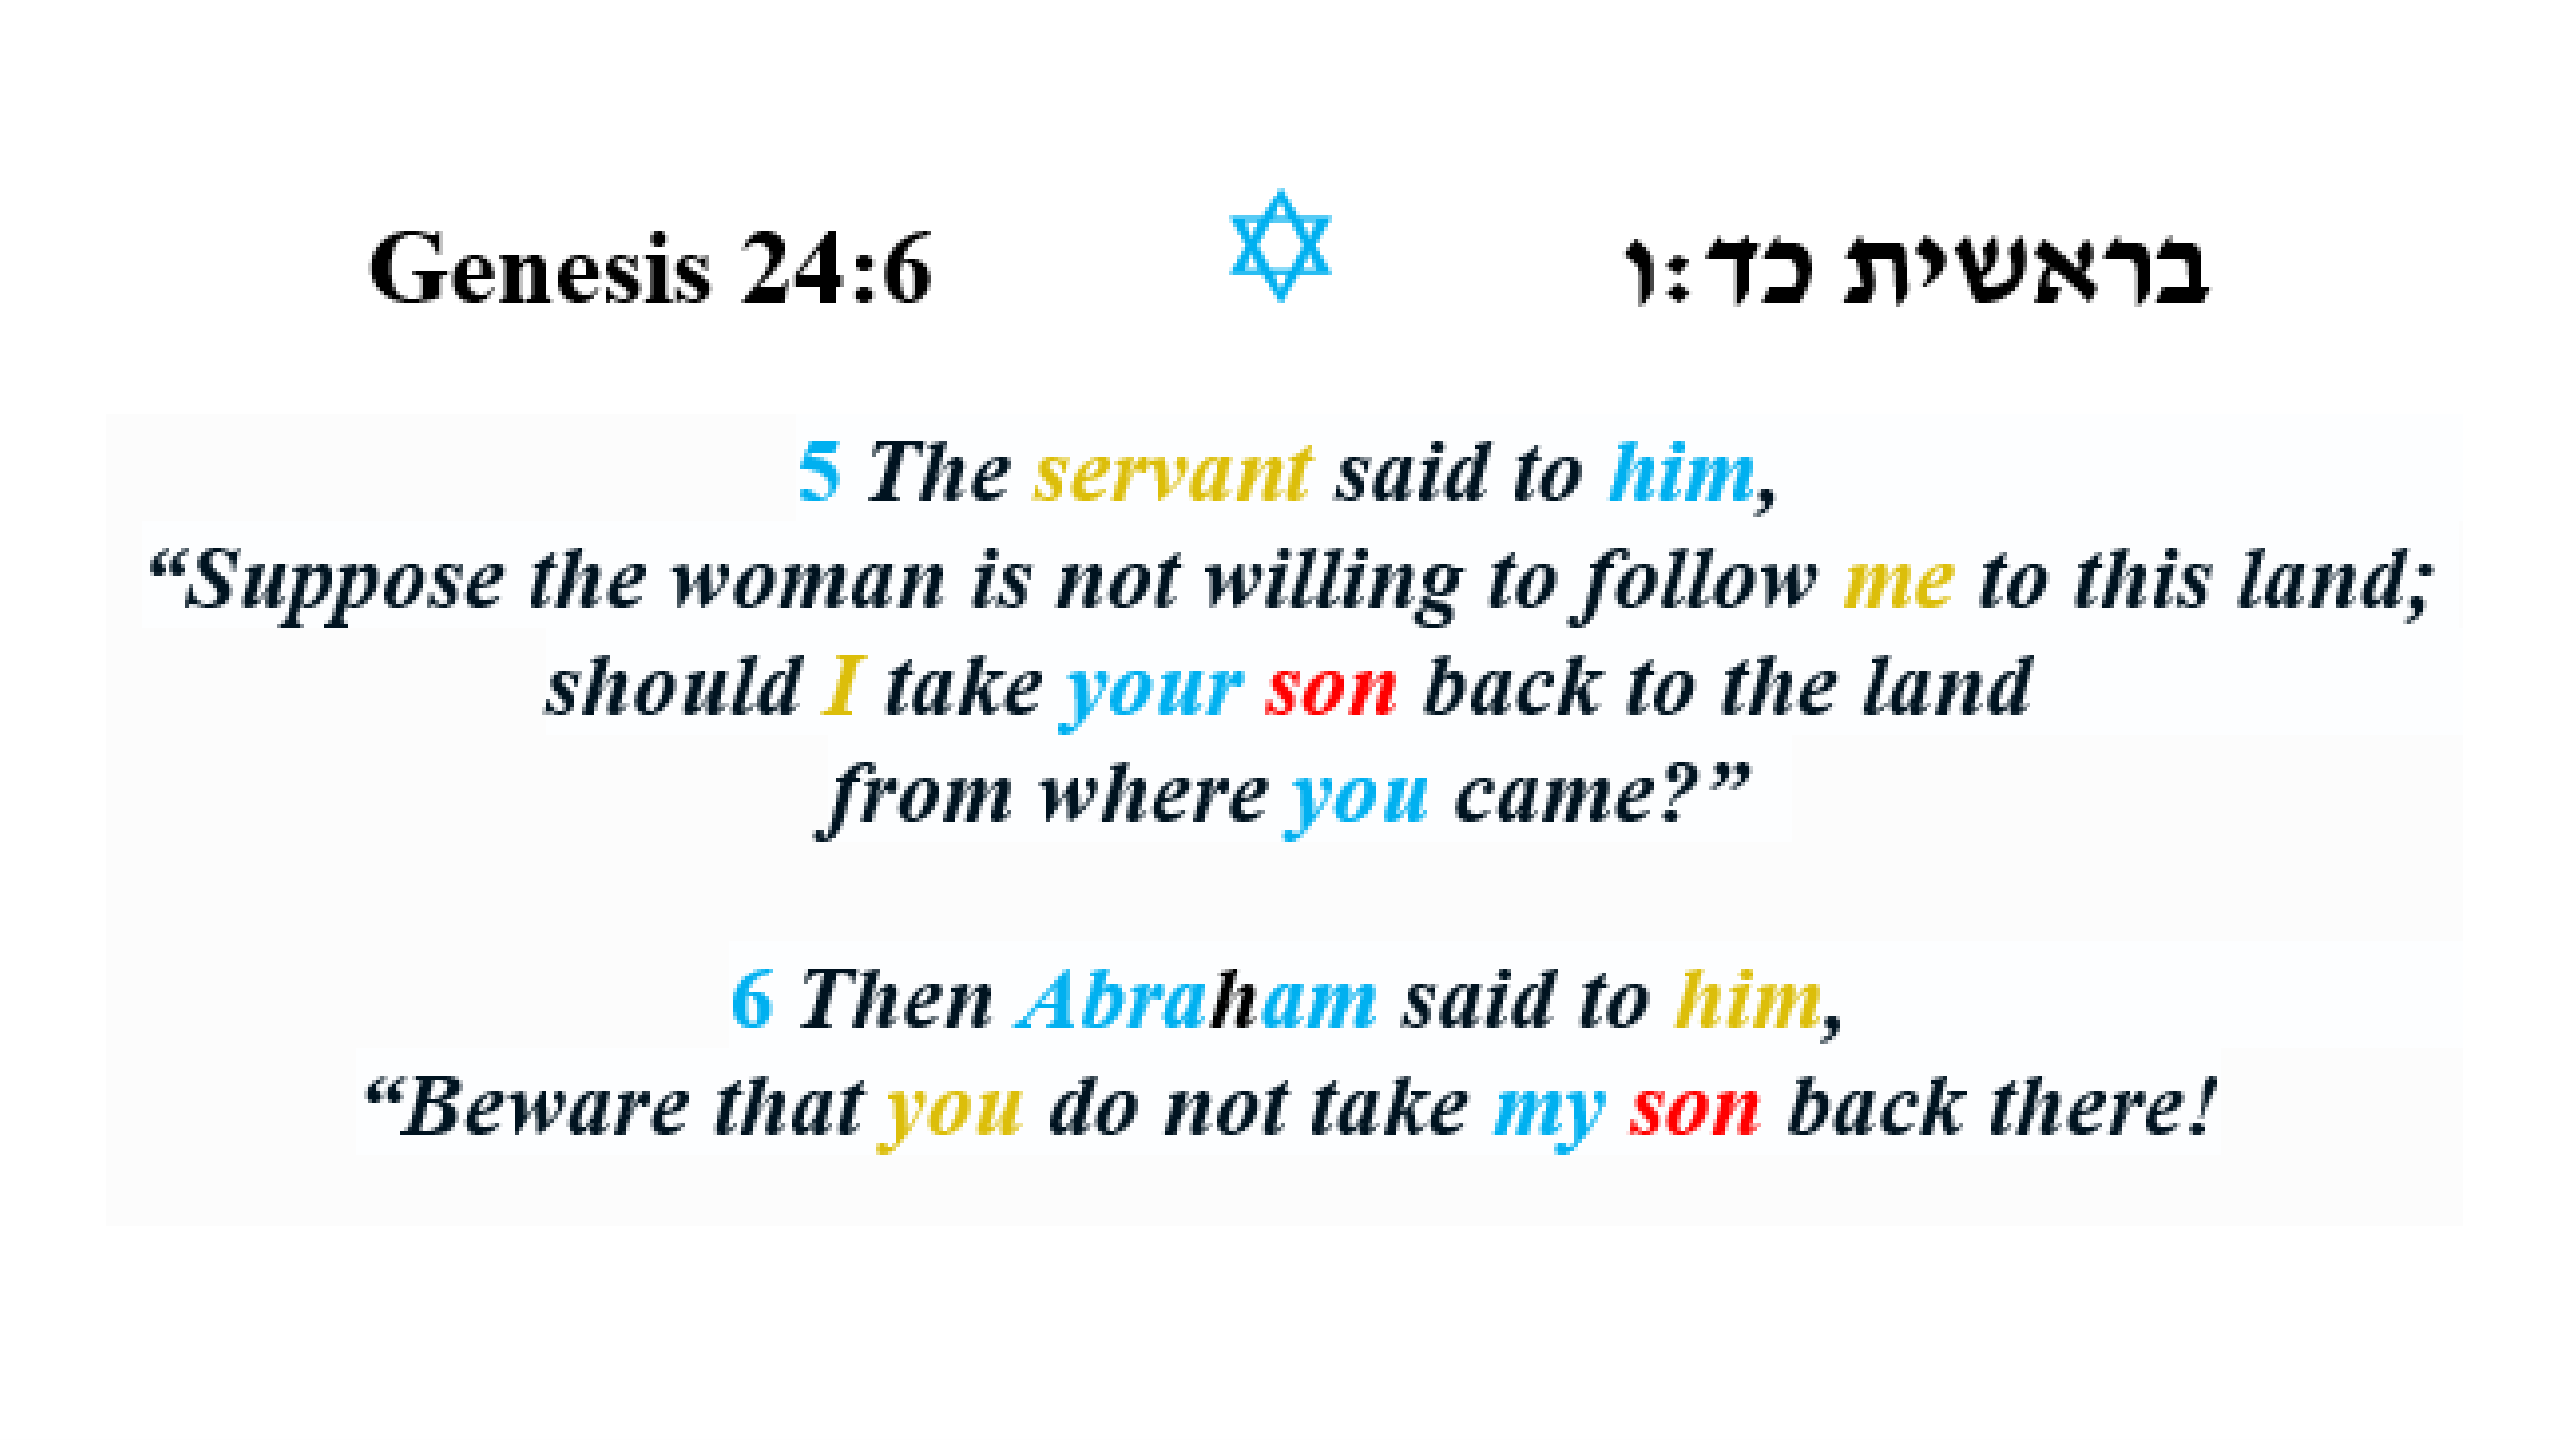 Genesis 24:6 ✡ בראשית כד:ו
5 The servant said to him,
“Suppose the woman is not willing to follow me to this land;
should I take your son back to the land
from where you came?”
6 Then Abraham said to him,
“Beware that you do not take my son back there!